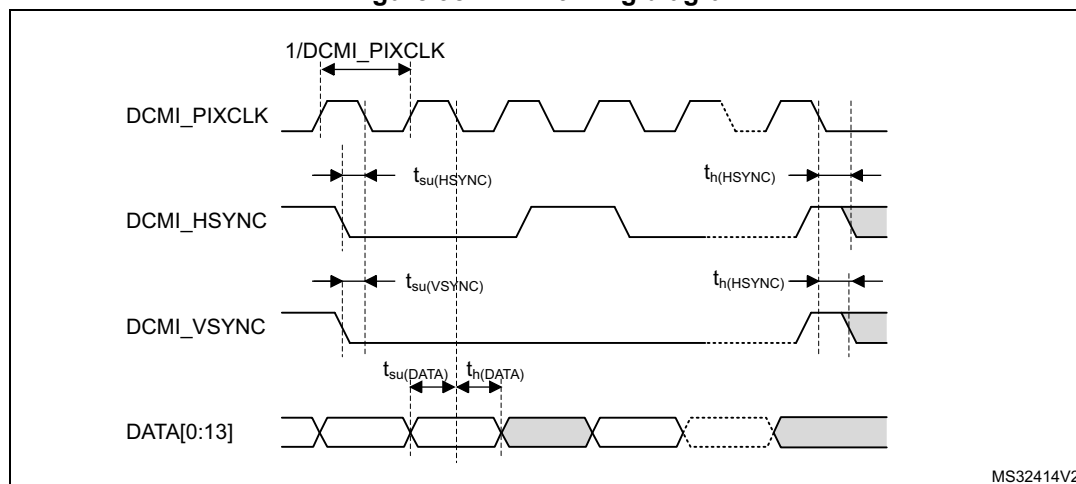 1/DCMI_PIXCLK
DCMI_PIXCLK
tsu(HSYNC)
th(HSYNC)
DCMI_HSYNC
tsu(VSYNC)
th(HSYNC)
DCMI_VSYNC
tsu(DATA) th(DATA)
DATA[0:13]
MS32414V2